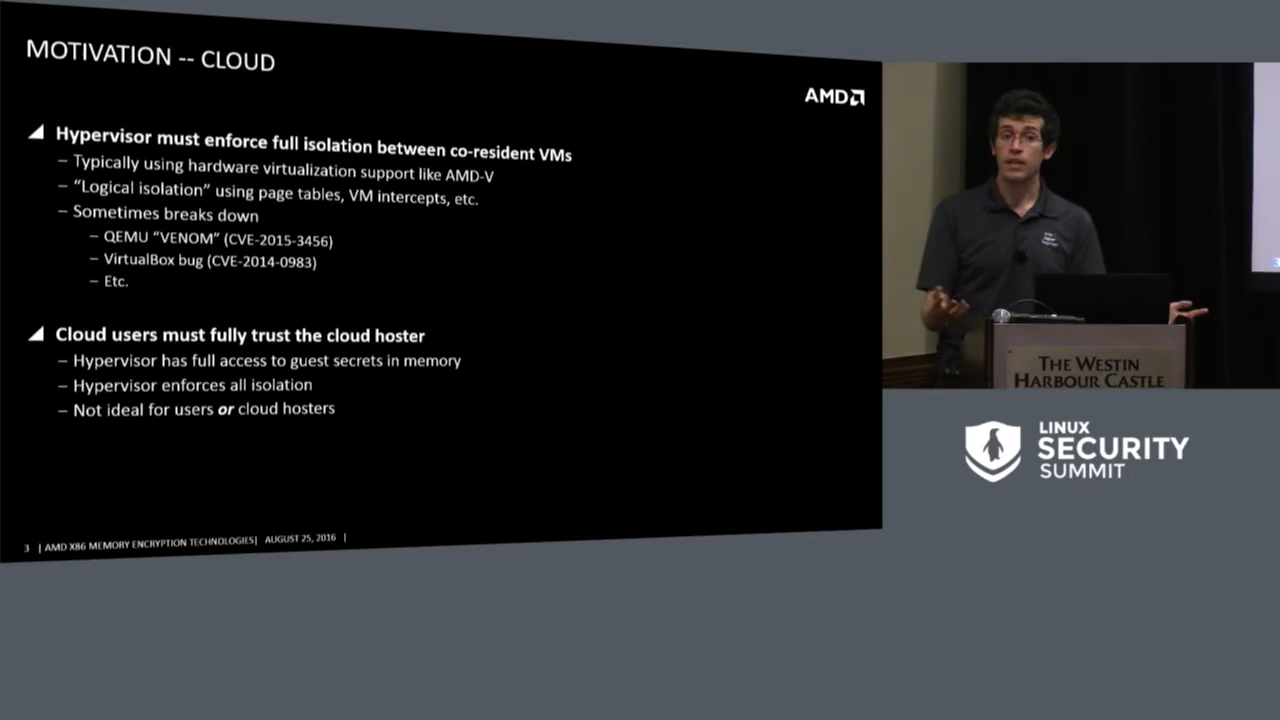 MOTIVATION -- CLOUD
AMD
Hypervisor must enforce full isolation between co-resident VMs
– Typically using hardware virtualization support like AMD-V
– “Logical isolation” using page tables, VM intercepts, etc.
– Sometimes breaks down
– QEMU “VENOM” (CVE-2015-3456)
– VirtualBox bug (CVE-2014-0983)
– Etc.
Cloud users must fully trust the cloud hoster
– Hypervisor has full access to guest secrets in memory
– Hypervisor enforces all isolation
– Not ideal for users or cloud hosters
3 | AMD X86 MEMORY ENCRYPTION TECHNOLOGIES| AUGUST 25, 2016 |
THE WESTIN
HARBOUR CASTLE
LINUX
SECURITY
SUMMIT